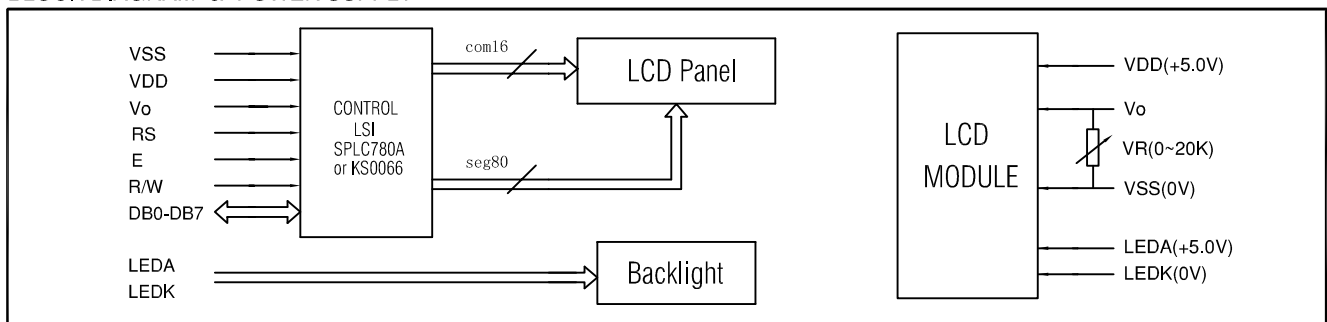 VSS
VDD
Vo
RS
E
R/W
DB0-DB7
LEDA
LEDK
CONTROL
LSI
SPLC780A
or KS0066
com16
seg80
LCD Panel
Backlight
LCD
MODULE
VDD(+5.0V)
Vo
VR(0~20K)
VSS(0V)
LEDA(+5.0V)
LEDK(0V)